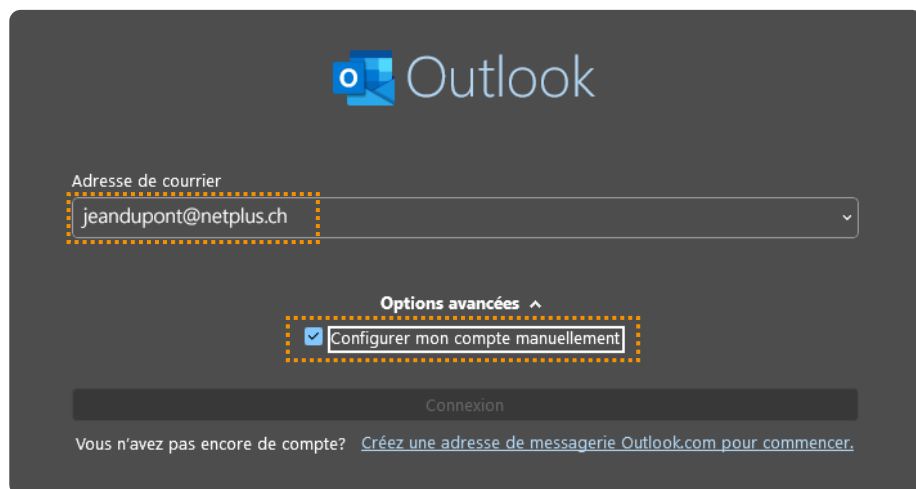 Outlook
Adresse de courrier
jeandupont@netplus.ch
Options avancées
Configurer mon compte manuellement
Connexion
Vous n'avez pas encore de compte? Créez une adresse de messagerie Outlook.com pour commencer.